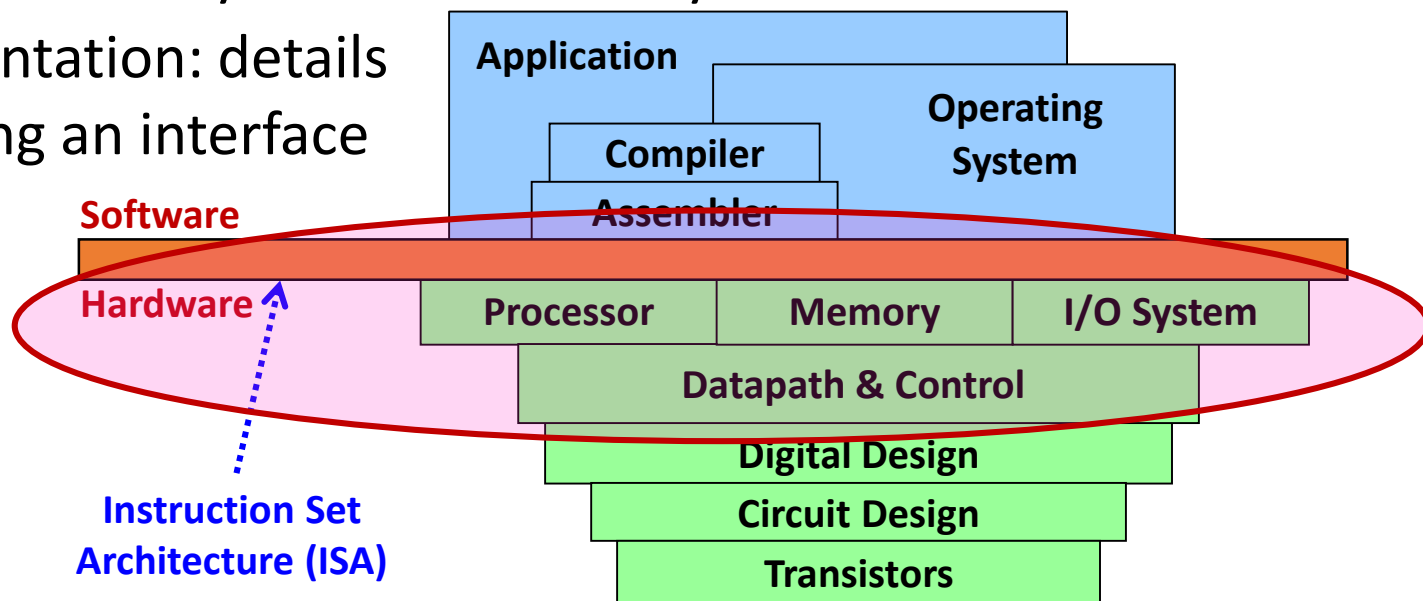 ntation: details
ng an interface
Application
Operating
System
Compiler
Assembler
Software
Hardware
Processor
Memory
I/O System
Datapath & Control
Digital Design
Circuit Design
Transistors
Instruction Set
Architecture (ISA)